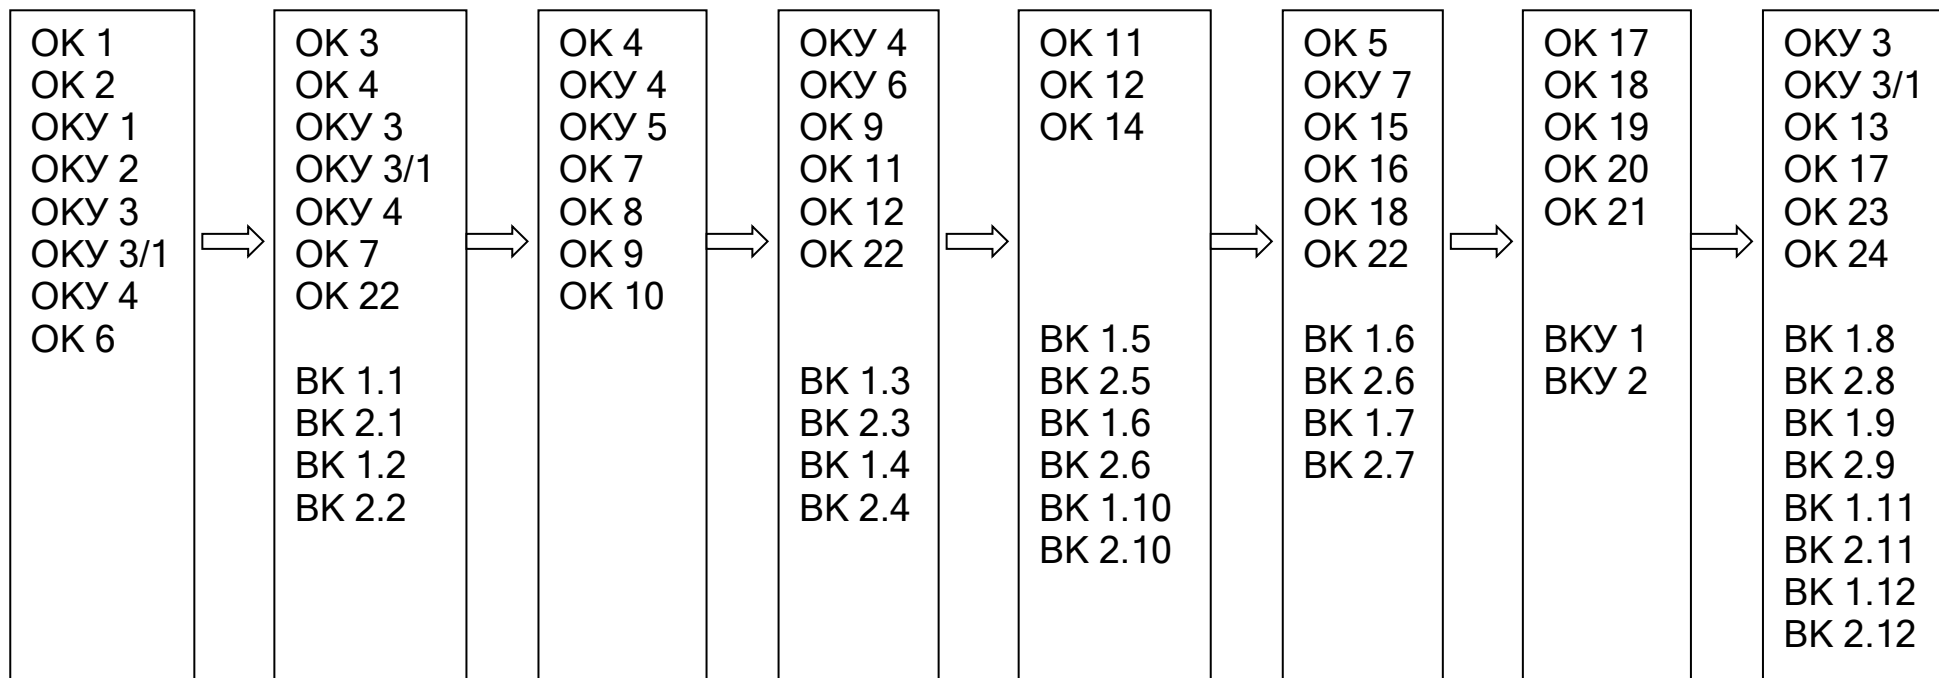 ОК 1
ОК 2
ОКУ 1
ОКУ 2
ОКУ 3
ОКУ 3/1
ОКУ 4
ОК 6
ОК 3
ОК 4
ОКУ 3
ОКУ 3/1
ОКУ 4
ОК 7
ОК 22
ВК 1.1
ВК 2.1
ВК 1.2
ВК 2.2
ОК 4
ОКУ 4
ОКУ 5
ОК 7
ОК 8
ОК 9
ОК 10
ОКУ 4
ОКУ 6
ОК 9
ОК 11
ОК 12
ОК 22
ВК 1.3
ВК 2.3
ВК 1.4
ВК 2.4
ОК 11
ОК 12
ОК 14
ВК 1.5
ВК 2.5
ВК 1.6
ВК 2.6
ВК 1.10
ВК 2.10
ОК 5
ОКУ 7
ОК 15
ОК 16
ОК 18
ОК 22
ВК 1.6
ВК 2.6
ВК 1.7
ВК 2.7
ОК 17
ОК 18
ОК 19
ОК 20
ОК 21
ВКУ 1
ВКУ 2
ОКУ 3
ОКУ 3/1
ОК 13
ОК 17
ОК 23
ОК 24
ВК 1.8
ВК 2.8
ВК 1.9
ВК 2.9
ВК 1.11
ВК 2.11
ВК 1.12
ВК 2.12